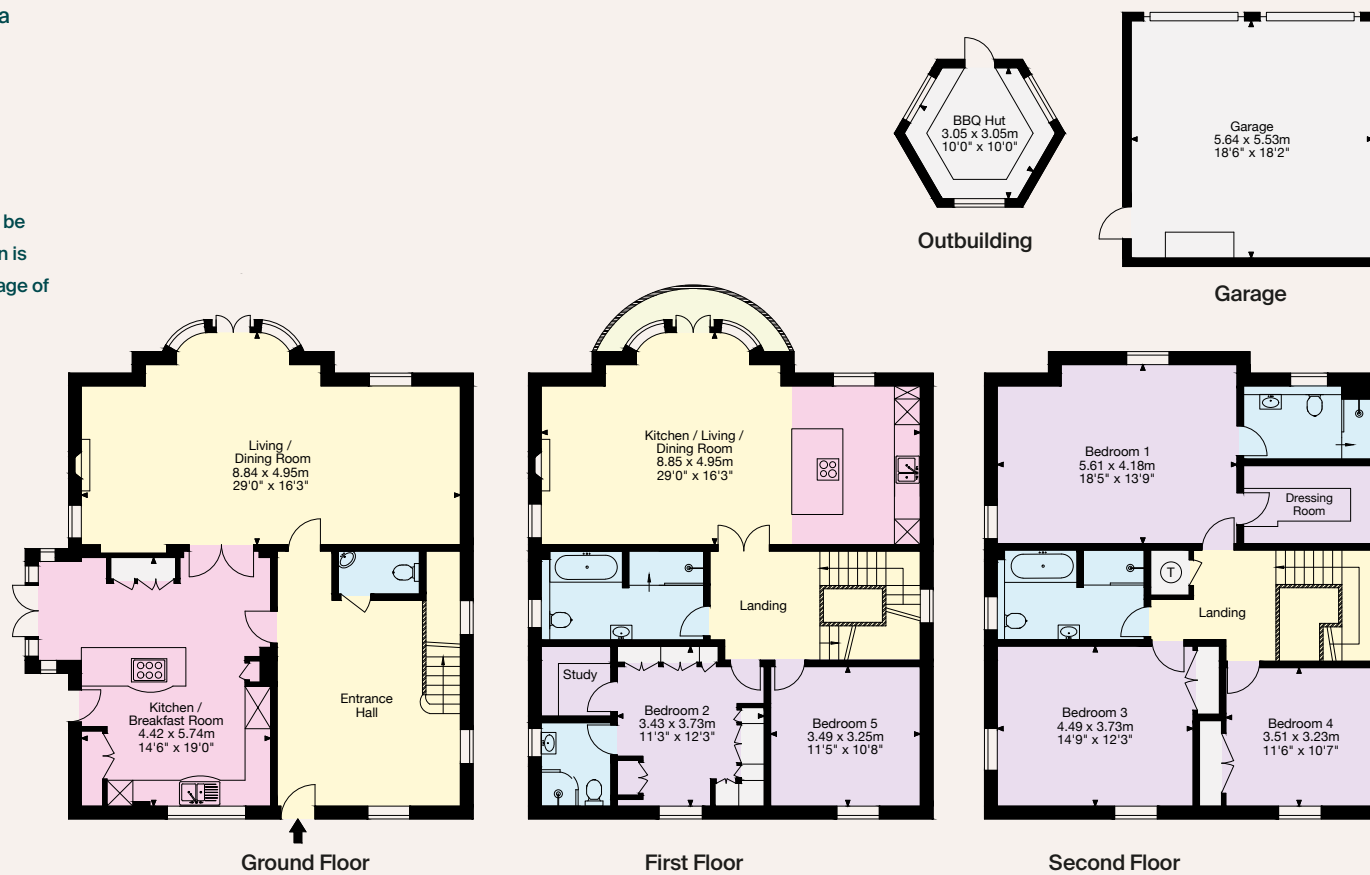 a
be
n is
age of
BBQ Hut
3.05 x 3.05m
10'0" x 10'0"
Outbuilding
Garage
5.64 x 5.53m
18'6" x 18'2"
Garage
Living /
Dining Room
8.84 x 4.95m
29'0" x 16'3"
Kitchen /
Breakfast Room
4.42 x 5.74m
14'6" x 19'0"
Entrance
Hall
Ground Floor
Kitchen / Living /
Dining Room
8.85 x 4.95m
29'0" x 16'3"
Landing
Study
Bedroom 2
3.43 x 3.73m
11'3" x 12'3"
Bedroom 5
3.49 x 3.25m
11'5" x 10'8"
First Floor
Bedroom 1
5.61 x 4.18m
18'5" x 13'9"
Dressing
Room
T
Landing
Bedroom 3
4.49 x 3.73m
14'9" x 12'3"
Bedroom 4
3.51 x 3.23m
11'6" x 10'7"
Second Floor